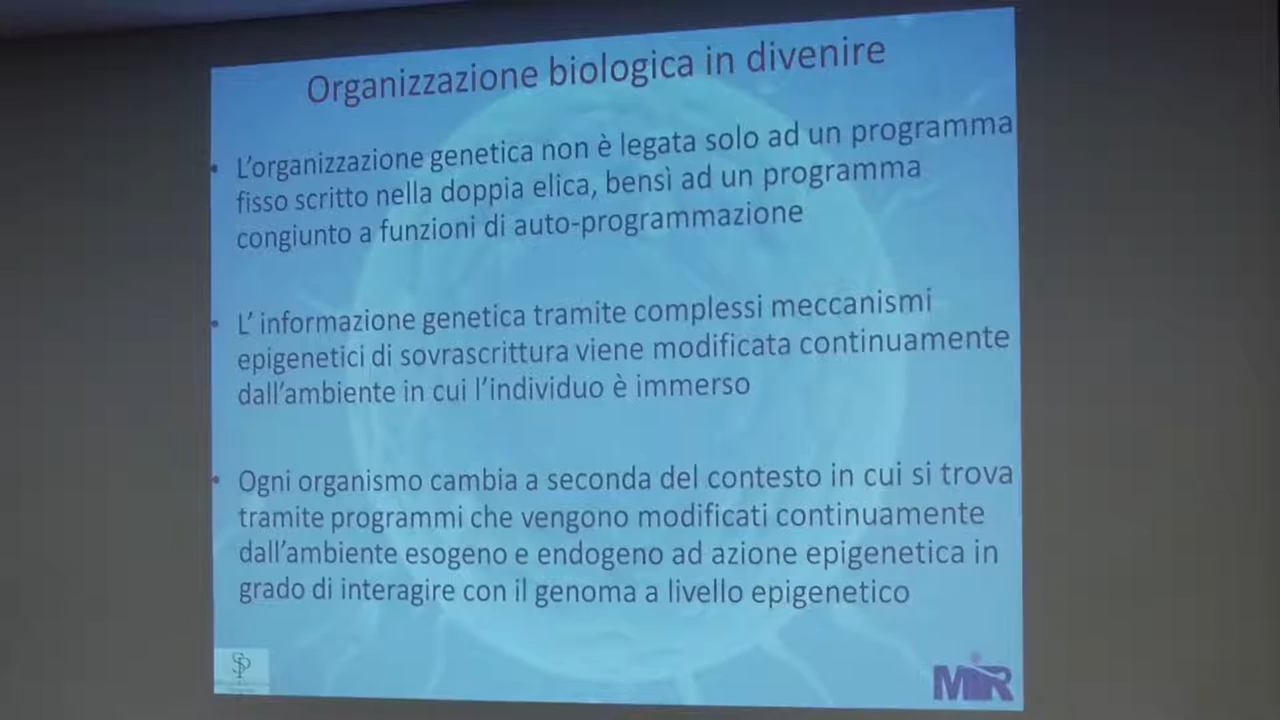 Organizzazione biologica in divenire
• L'organizzazione genetica non è legata solo ad un programma
fisso scritto nella doppia elica, bensì ad un programma
congiunto a funzioni di auto-programmazione
• L' informazione genetica tramite complessi meccanismi
epigenetici di sovrascrittura viene modificata continuamente
dall'ambiente in cui l'individuo è immerso
• Ogni organismo cambia a seconda del contesto in cui si trova
tramite programmi che vengono modificati continuamente
dall'ambiente esogeno e endogeno ad azione epigenetica in
grado di interagire con il genoma a livello epigenetico
MiR